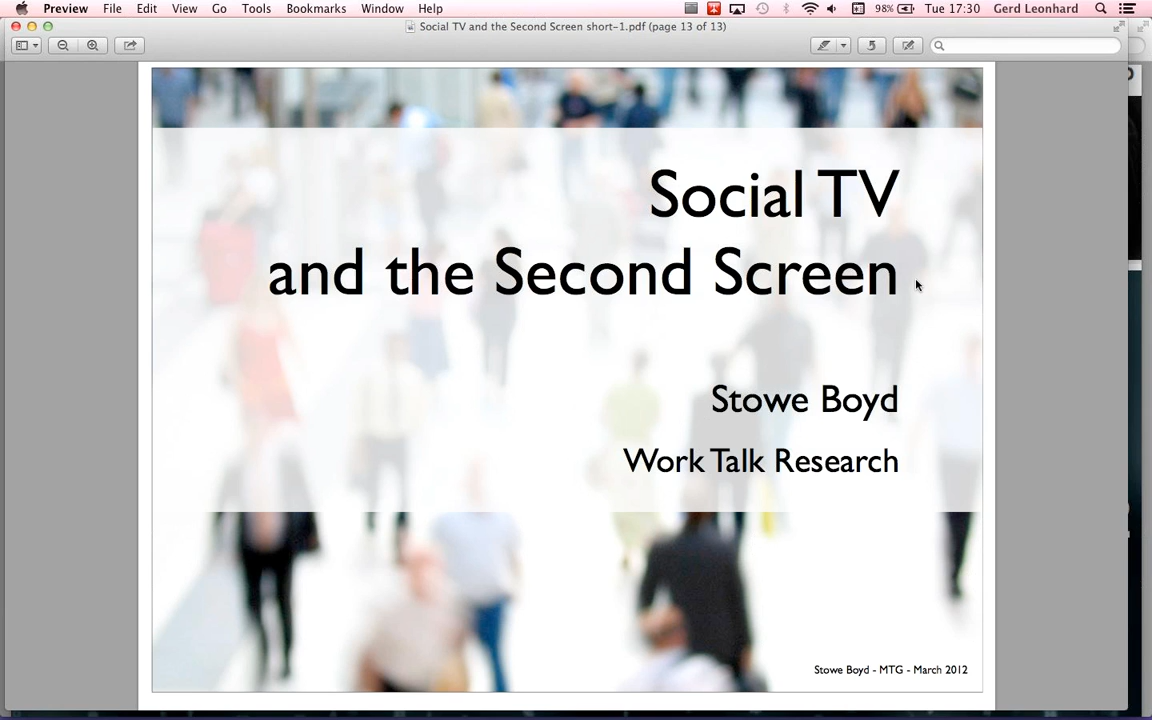 Preview File Edit View Go Tools Bookmarks Window Help 98% Tue 17:30 Gerd Leonhard
Social TV and the Second Screen short-1.pdf (page 13 of 13)
Social TV
and the Second Screen
Stowe Boyd
Work Talk Research
Stowe Boyd - MTG - March 2012